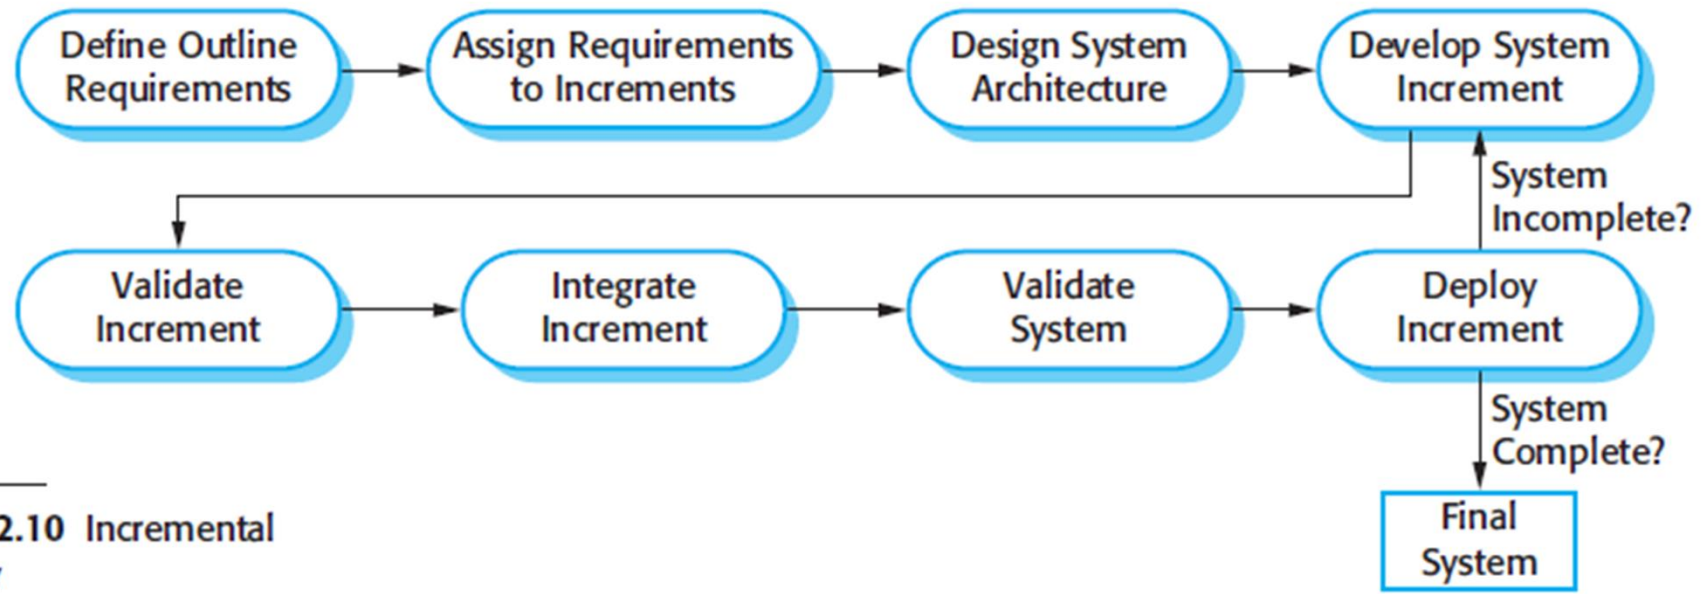 Define Outline
Requirements
Assign Requirements
to Increments
Design System
Architecture
Develop System
Increment
System
Incomplete?
Validate
Increment
Integrate
Increment
Validate
System
Deploy
Increment
System
Complete?
Final
System
2.10 Incremental